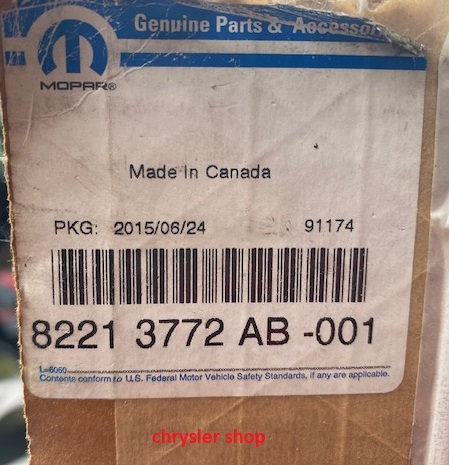 Genuine Parts &
MOPAR®
Made In Canada
PKG: 2015/06/24 91174
8221 3772 AB -001
L-6060
Contents conform to U.S. Federal Motor Vehicle Safety Standards, if any are applicable.
chrysler shop